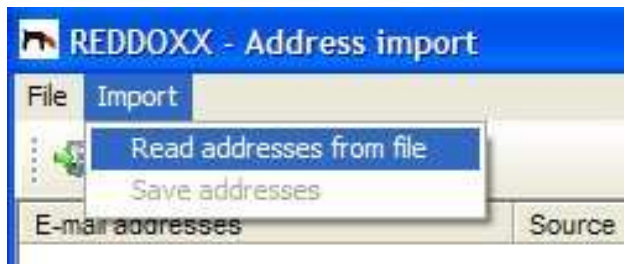 REDDOXX - Address import
File Import
Read addresses from file
Save addresses
E-mail addresses Source